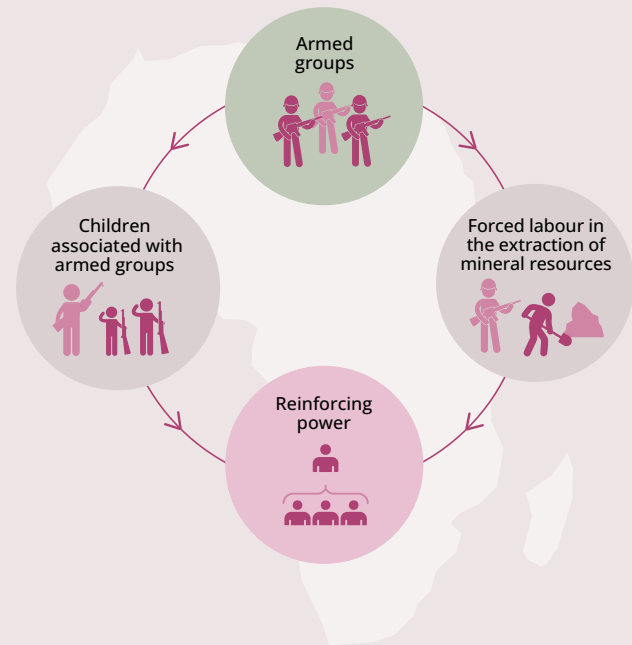 Armed
groups
Children
associated with
armed groups
Forced labour in
the extraction of
mineral resources
Reinforcing
power